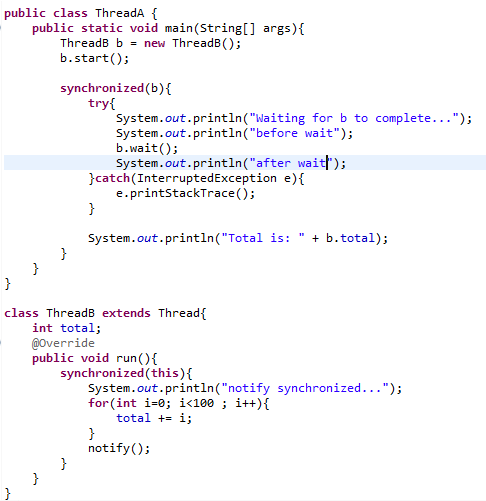 public class ThreadA {
    public static void main(String[] args){
        ThreadB b = new ThreadB();
        b.start();

        synchronized(b){
            try{
                System.out.println("Waiting for b to complete...");
                System.out.println("before wait");
                b.wait();
                System.out.println("after wait");
            }catch(InterruptedException e){
                e.printStackTrace();
            }

            System.out.println("Total is: " + b.total);
        }
    }
}

class ThreadB extends Thread{
    int total;
    @Override
    public void run(){
        synchronized(this){
            System.out.println("notify synchronized...");
            for(int i=0; i<100 ; i++){
                total += i;
            }
            notify();
        }
    }
}